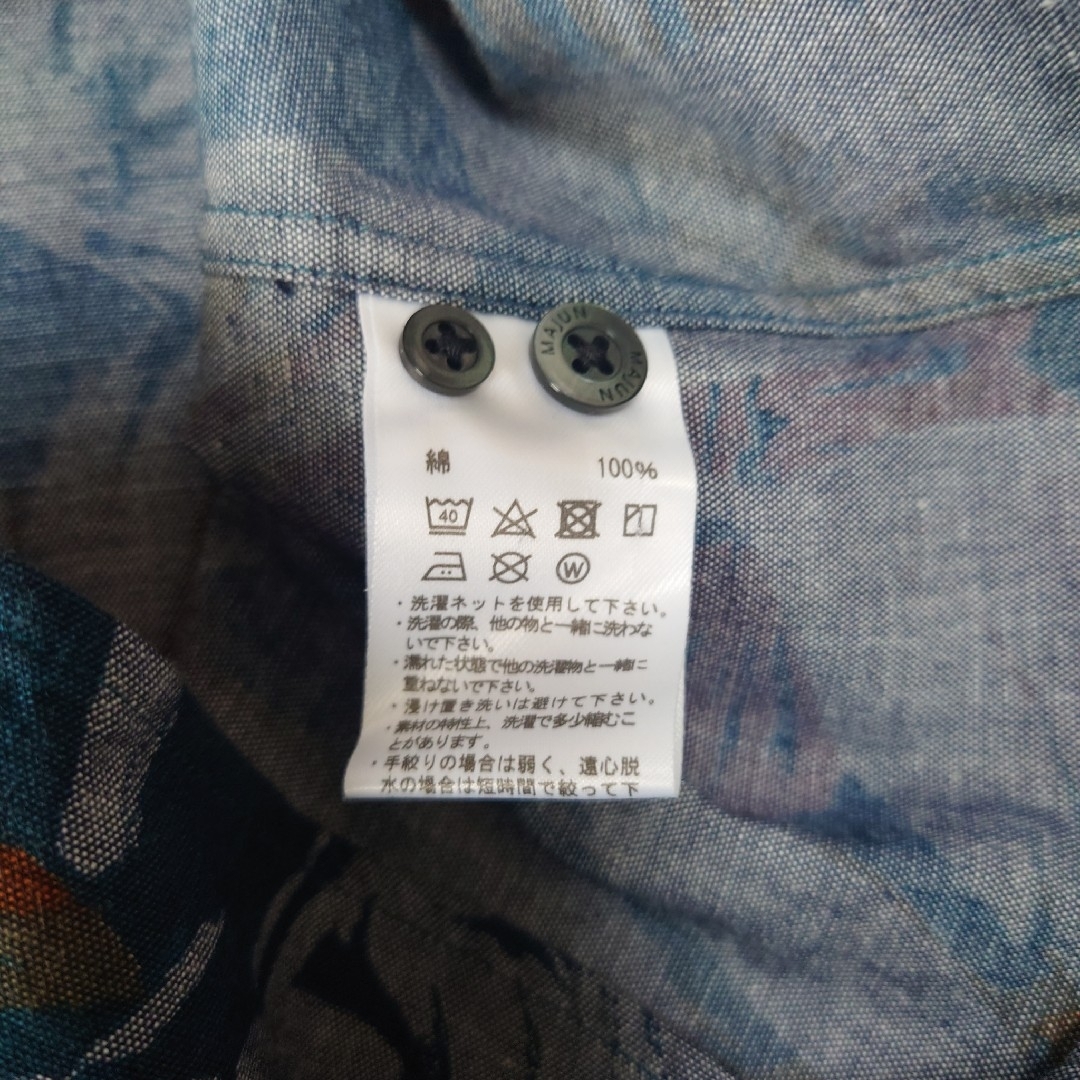 MAJUN MAJUN
綿 100%
40
W
・洗濯ネットを使用して下さい。
・洗濯の際、他の物と一緒に洗わな
いで下さい。
・濡れた状態で他の洗濯物と一緒に
重ねないで下さい。
・浸け置き洗いは避けて下さい。
・素材の特性上、洗濯で多少縮むこ
とがあります。
・手絞りの場合は弱く、遠心脱
水の場合は短時間で絞って下